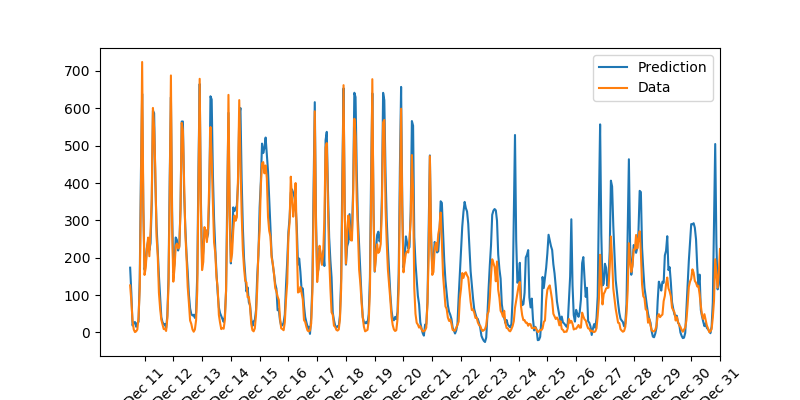 Prediction
Data
700
600
500
400
300
200
100
0
Dec 11
Dec 12
Dec 13
Dec 14
Dec 15
Dec 16
Dec 17
Dec 18
Dec 19
Dec 20
Dec 21
Dec 22
Dec 23
Dec 24
Dec 25
Dec 26
Dec 27
Dec 28
Dec 29
Dec 30
Dec 31